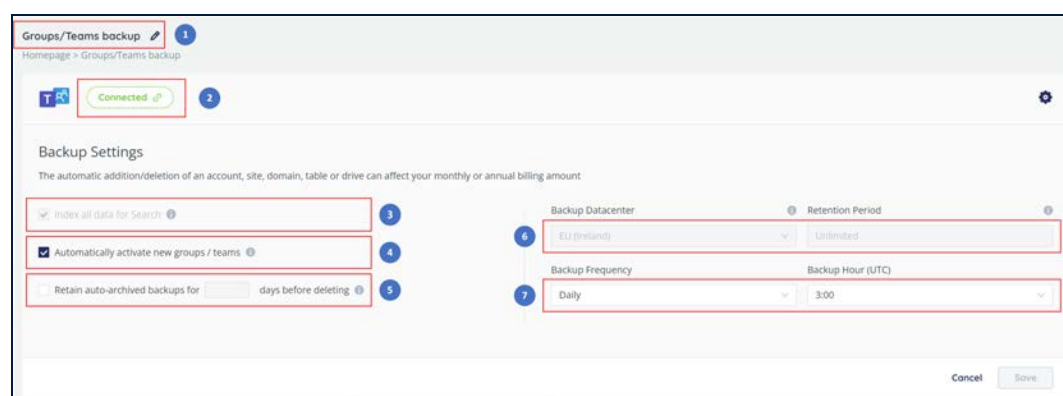 Groups/Teams backup
1
Homepage > Groups/Teams backup
T
Connected
2
Backup Settings
The automatic addition/deletion of an account, site, domain, table or drive can affect your monthly or annual billing amount
Index all data for Search
3
Automatically activate new groups / teams
4
Retain auto-archived backups for days before deleting
5
Backup Datacenter Retention Period
6
EU (Ireland) Unlimited
Backup Frequency Backup Hour (UTC)
7
Daily 3:00
Cancel Save